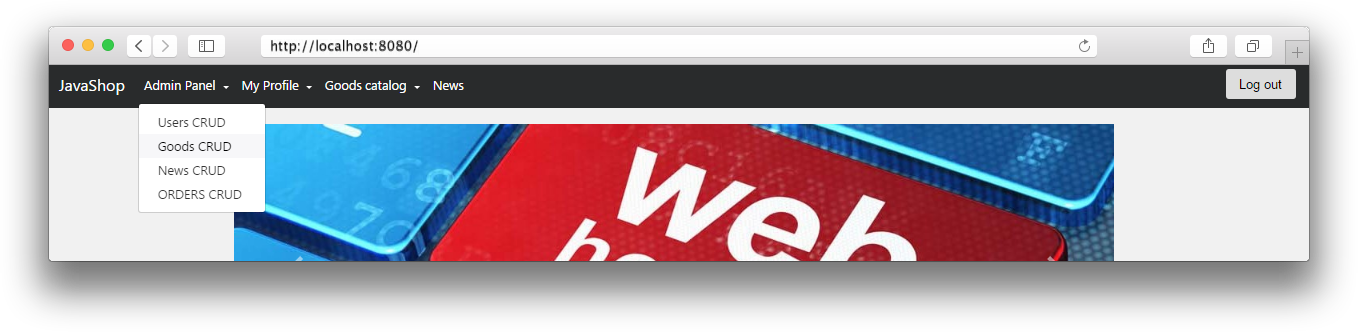 http://localhost:8080/
JavaShop Admin Panel My Profile Goods catalog News Log out
Users CRUD
Goods CRUD
News CRUD
ORDERS CRUD
web